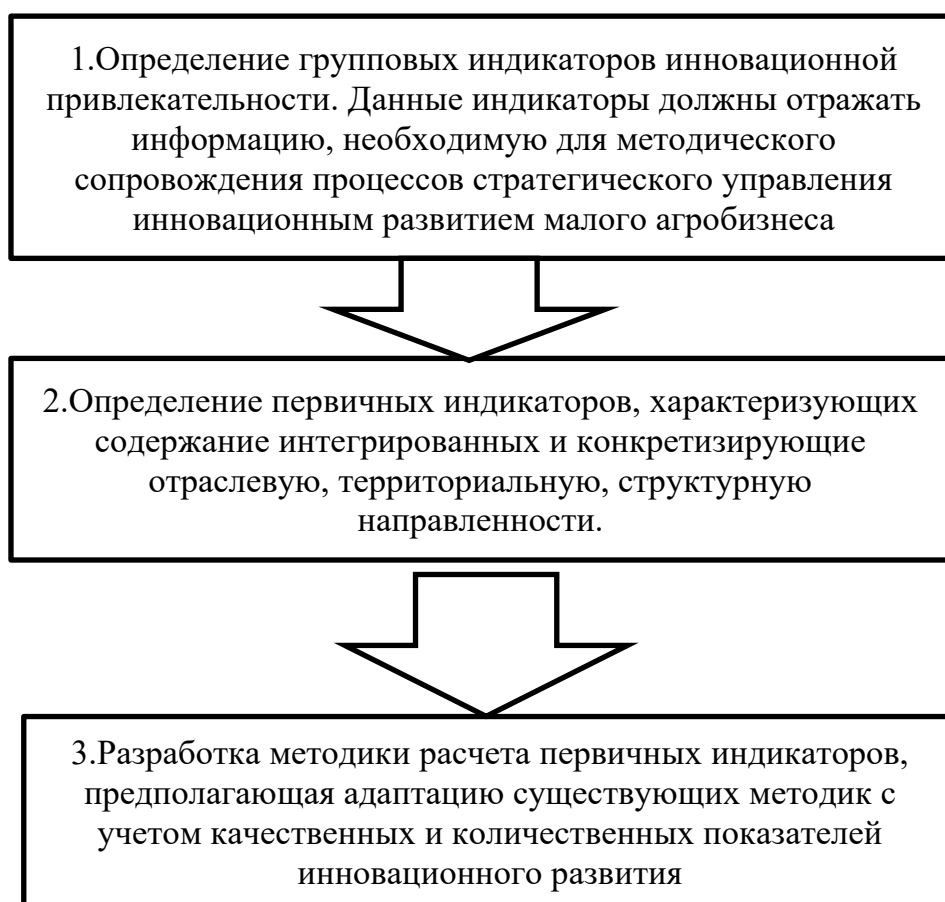 1.Определение групповых индикаторов инновационной
привлекательности. Данные индикаторы должны отражать
информацию, необходимую для методического
сопровождения процессов стратегического управления
инновационным развитием малого агробизнеса
2.Определение первичных индикаторов, характеризующих
содержание интегрированных и конкретизирующие
отраслевую, территориальную, структурную
направленности.
3.Разработка методики расчета первичных индикаторов,
предполагающая адаптацию существующих методик с
учетом качественных и количественных показателей
инновационного развития